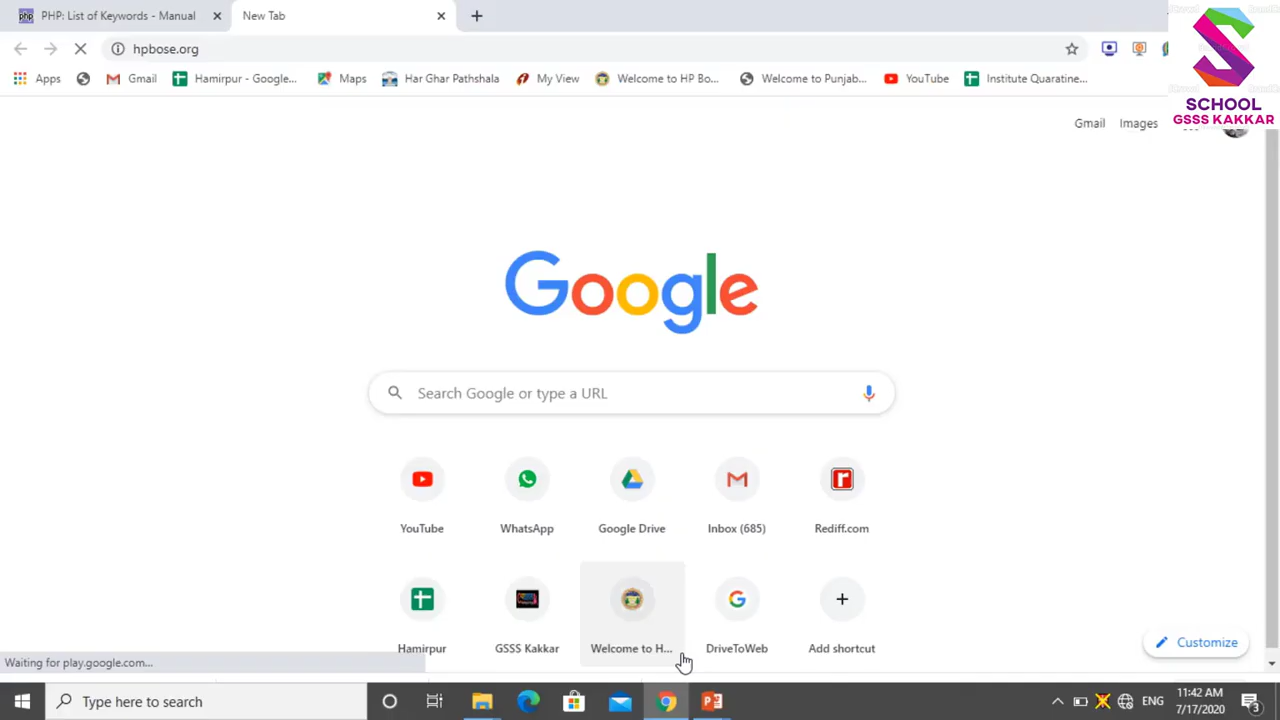 PHP: List of Keywords - Manual
New Tab
hpbose.org
Apps
Gmail
Hamirpur - Google...
Maps
Har Ghar Pathshala
My View
Welcome to HP Bo...
Welcome to Punjab...
YouTube
Institute Quaratine...
SCHOOL
GSSS KAKKAR
Gmail
Images
Google
Search Google or type a URL
YouTube
WhatsApp
Google Drive
Inbox (685)
Rediff.com
Hamirpur
GSSS Kakkar
Welcome to H...
DriveToWeb
Add shortcut
Customize
Waiting for play.google.com...
Type here to search
ENG
11:42 AM
7/17/2020
3